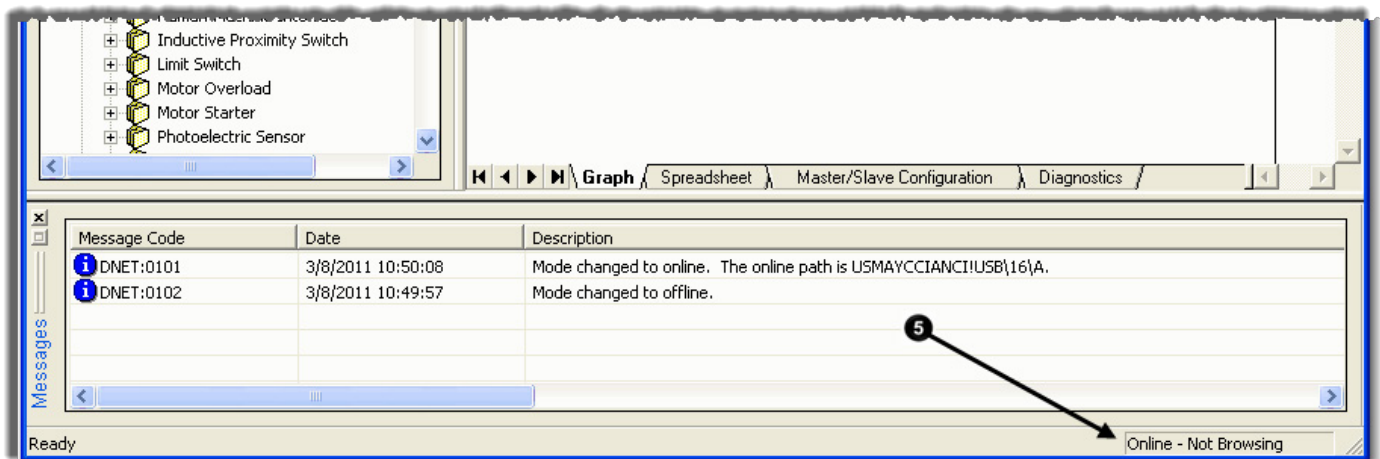 Inductive Proximity Switch
Limit Switch
Motor Overload
Motor Starter
Photoelectric Sensor
Graph Spreadsheet Master/Slave Configuration Diagnostics
Message Code Date Description
DNET:0101 3/8/2011 10:50:08 Mode changed to online. The online path is USMAYCCIANCI!USB\16\A.
DNET:0102 3/8/2011 10:49:57 Mode changed to offline.
5
Messages
Ready Online - Not Browsing